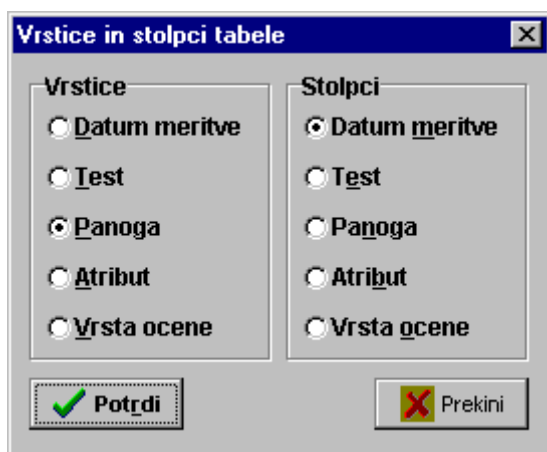 Vrstice in stolpci tabele
Vrstice
Datum meritve
Test
Panoga
Atribut
Vrsta ocene
Stolpci
Datum meritve
Test
Panoga
Atribut
Vrsta ocene
Potrdi
Prekini